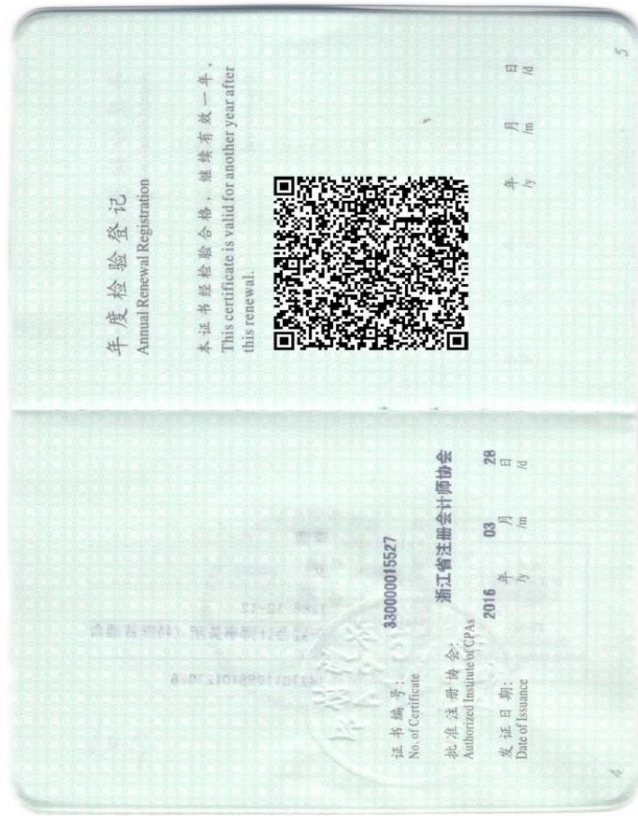 证书编号：
No. of Certificate
330000015527
批准注册协会：
Authorized Institute of CPAs
浙江省注册会计师协会
发证日期：
Date of Issuance
2016 年 03 月 28 日
/y /m /d
4
年度检验登记
Annual Renewal Registration
本证书经检验合格，继续有效一年。
This certificate is valid for another year after
this renewal.
年 月 日
/y /m /d
5